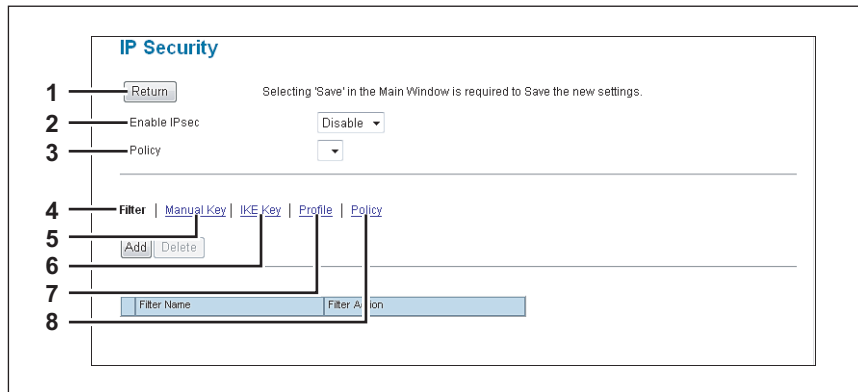 IP Security
1 Return Selecting 'Save' in the Main Window is required to Save the new settings.
2 Enable IPsec Disable
3 Policy
4 Filter | Manual Key | IKE Key | Profile | Policy
5
Add Delete
6
7
Filter Name Filter Action
8